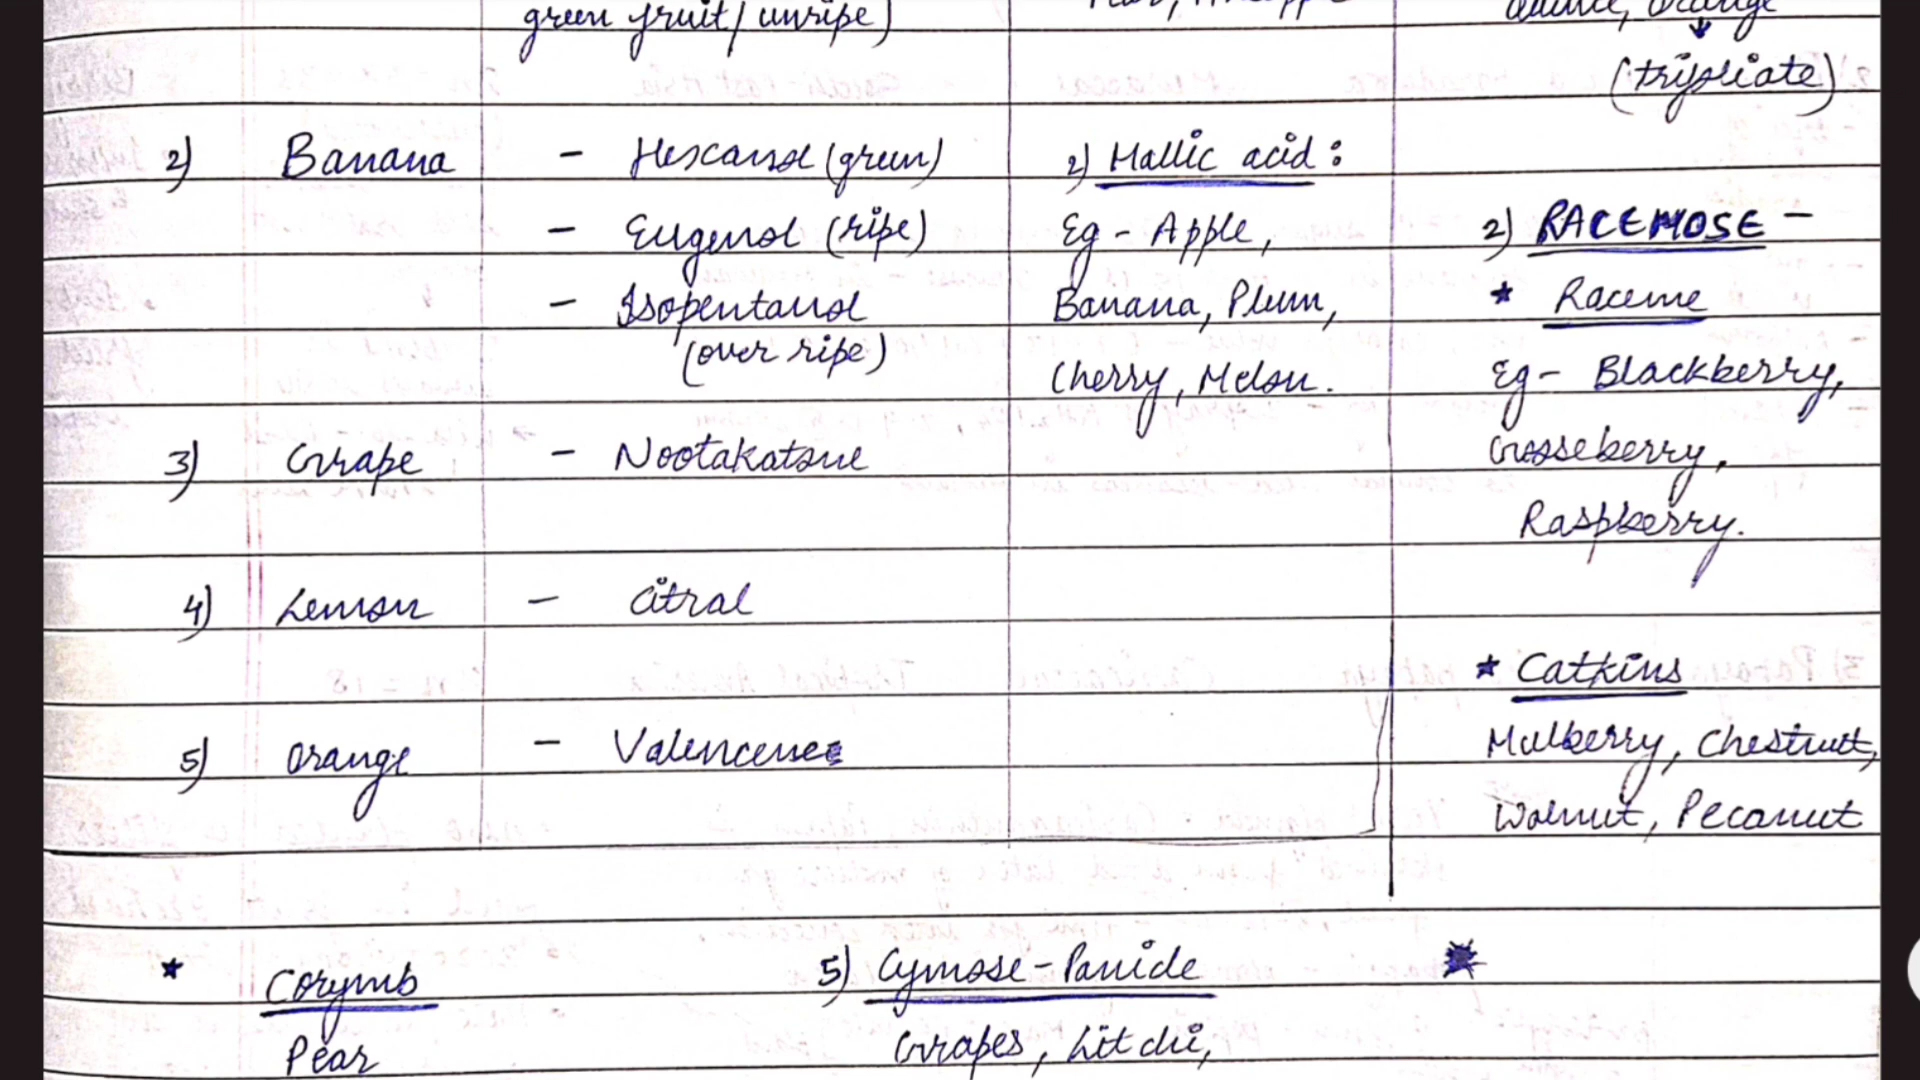 green fruit/ unripe)
(trifoliate)
2) Banana - Hexanol (green)
- Eugenol (ripe)
- Isopentanol
(over ripe)
3) Grape - Nootakatone
4) Lemon - Citral
5) Orange - Valencene
2) Mallic acid :
Eg - Apple,
Banana, Plum,
Cherry, Melon.
2) RACEMOSE -
★ Raceme
Eg - Blackberry,
Gooseberry,
Raspberry.
★ Catkins
Mulberry, Chestnut,
Walnut, Pecanut
★ Corymb
Pear
5) Cymose - Panicle
Grapes, Litchi,